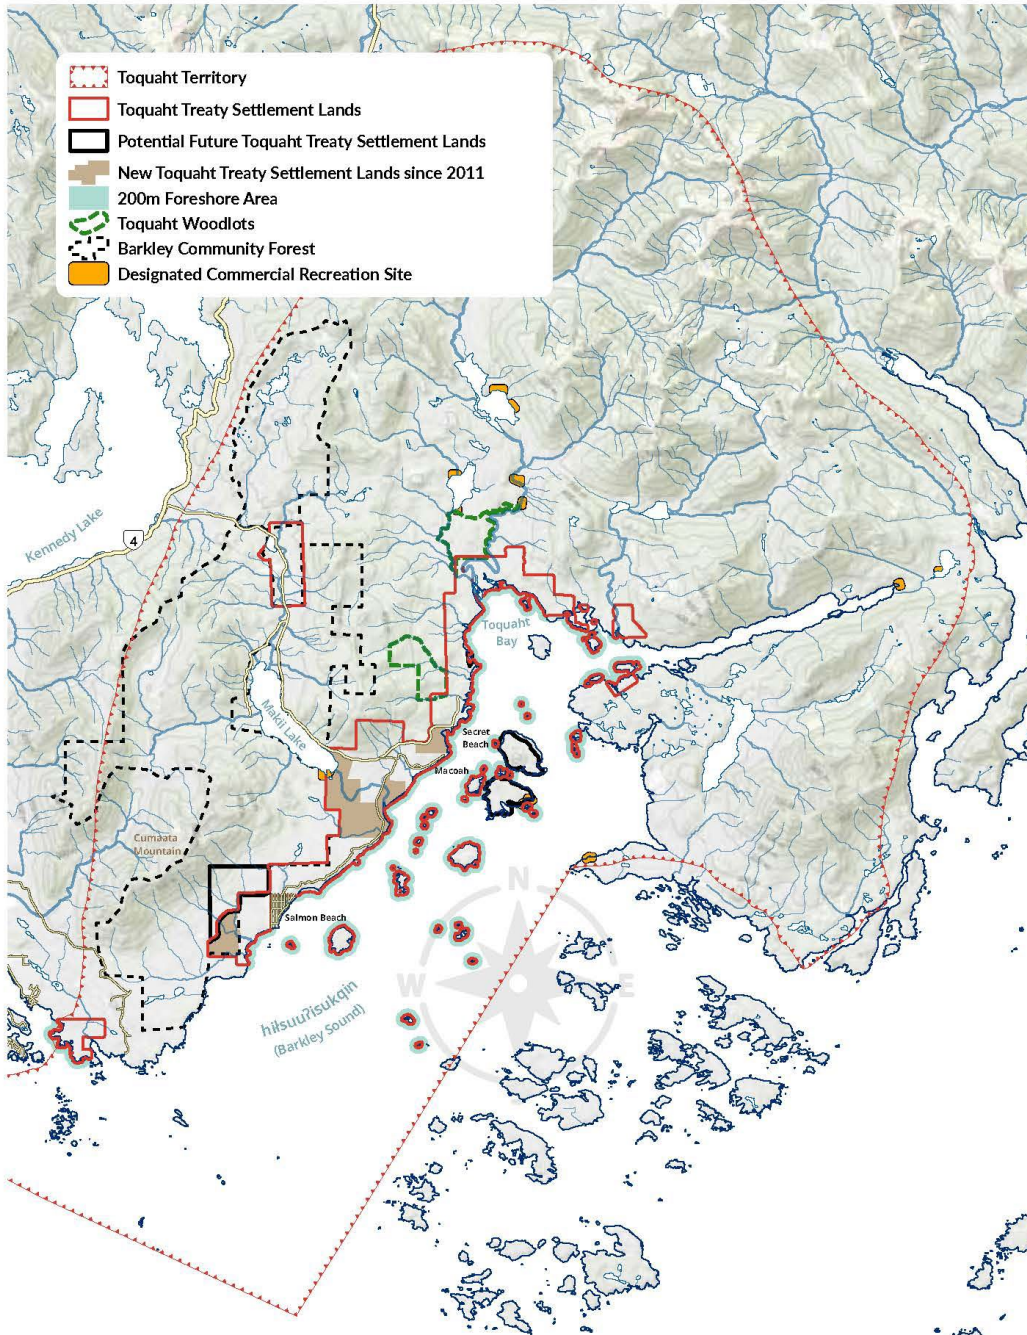 Toquaht Territory
Toquaht Treaty Settlement Lands
Potential Future Toquaht Treaty Settlement Lands
New Toquaht Treaty Settlement Lands since 2011
200m Foreshore Area
Toquaht Woodlots
Barkley Community Forest
Designated Commercial Recreation Site
Kennedy Lake
4
Toquaht
Bay
Makii Lake
Secret
Beach
Macoah
Cumaata
Mountain
Salmon Beach
N
W
E
S
hiisuuʔisukqin
(Barkley Sound)